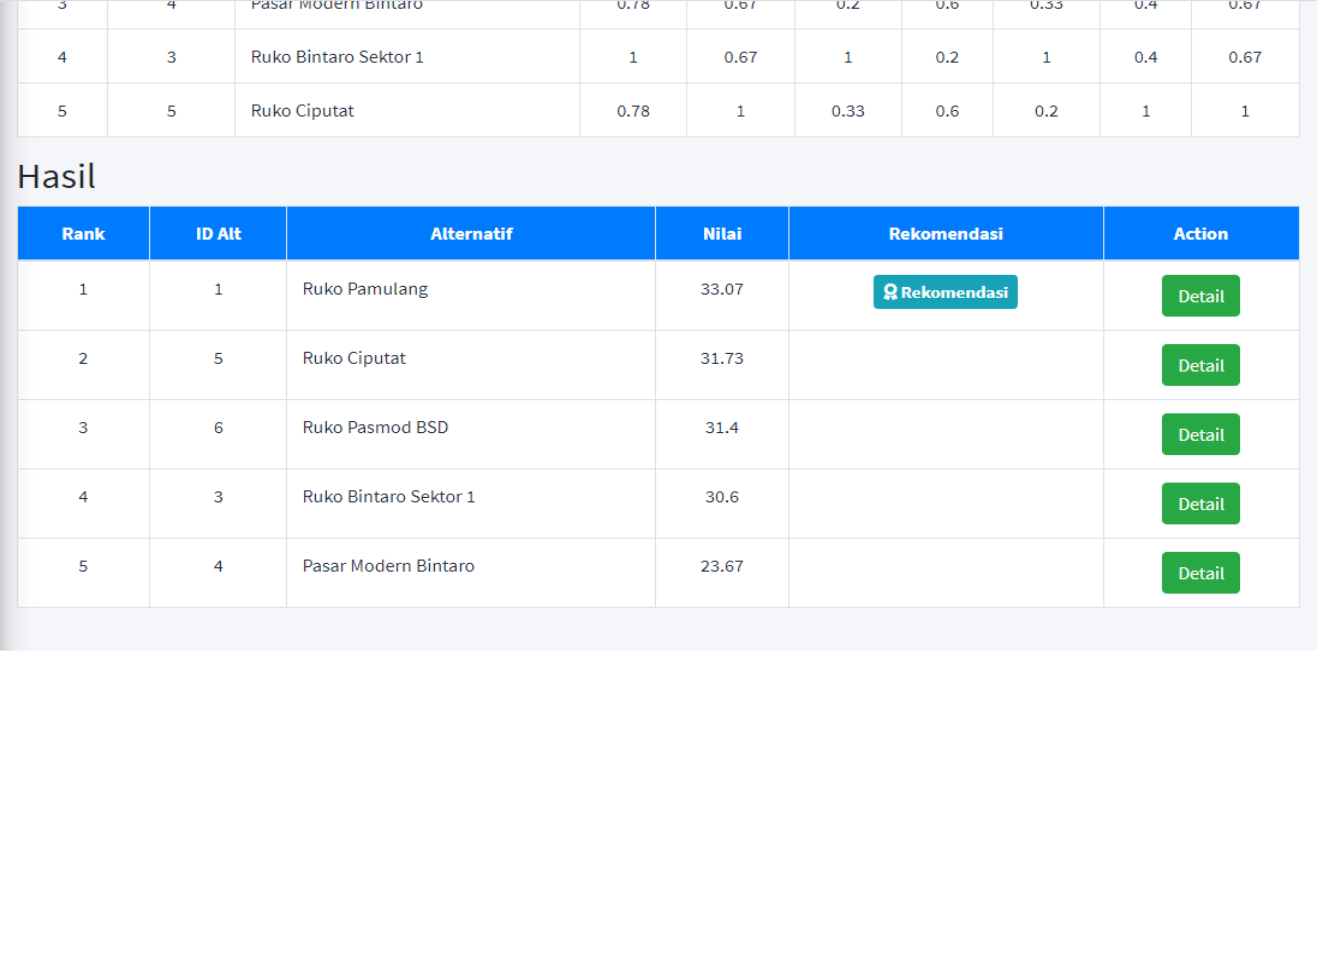 3 4 Pasar Modern Bintaro 0.78 0.67 0.2 0.6 0.33 0.4 0.67
4 3 Ruko Bintaro Sektor 1 1 0.67 1 0.2 1 0.4 0.67
5 5 Ruko Ciputat 0.78 1 0.33 0.6 0.2 1 1
Hasil
Rank ID Alt Alternatif Nilai Rekomendasi Action
1 1 Ruko Pamulang 33.07 Rekomendasi Detail
2 5 Ruko Ciputat 31.73 Detail
3 6 Ruko Pasmod BSD 31.4 Detail
4 3 Ruko Bintaro Sektor 1 30.6 Detail
5 4 Pasar Modern Bintaro 23.67 Detail